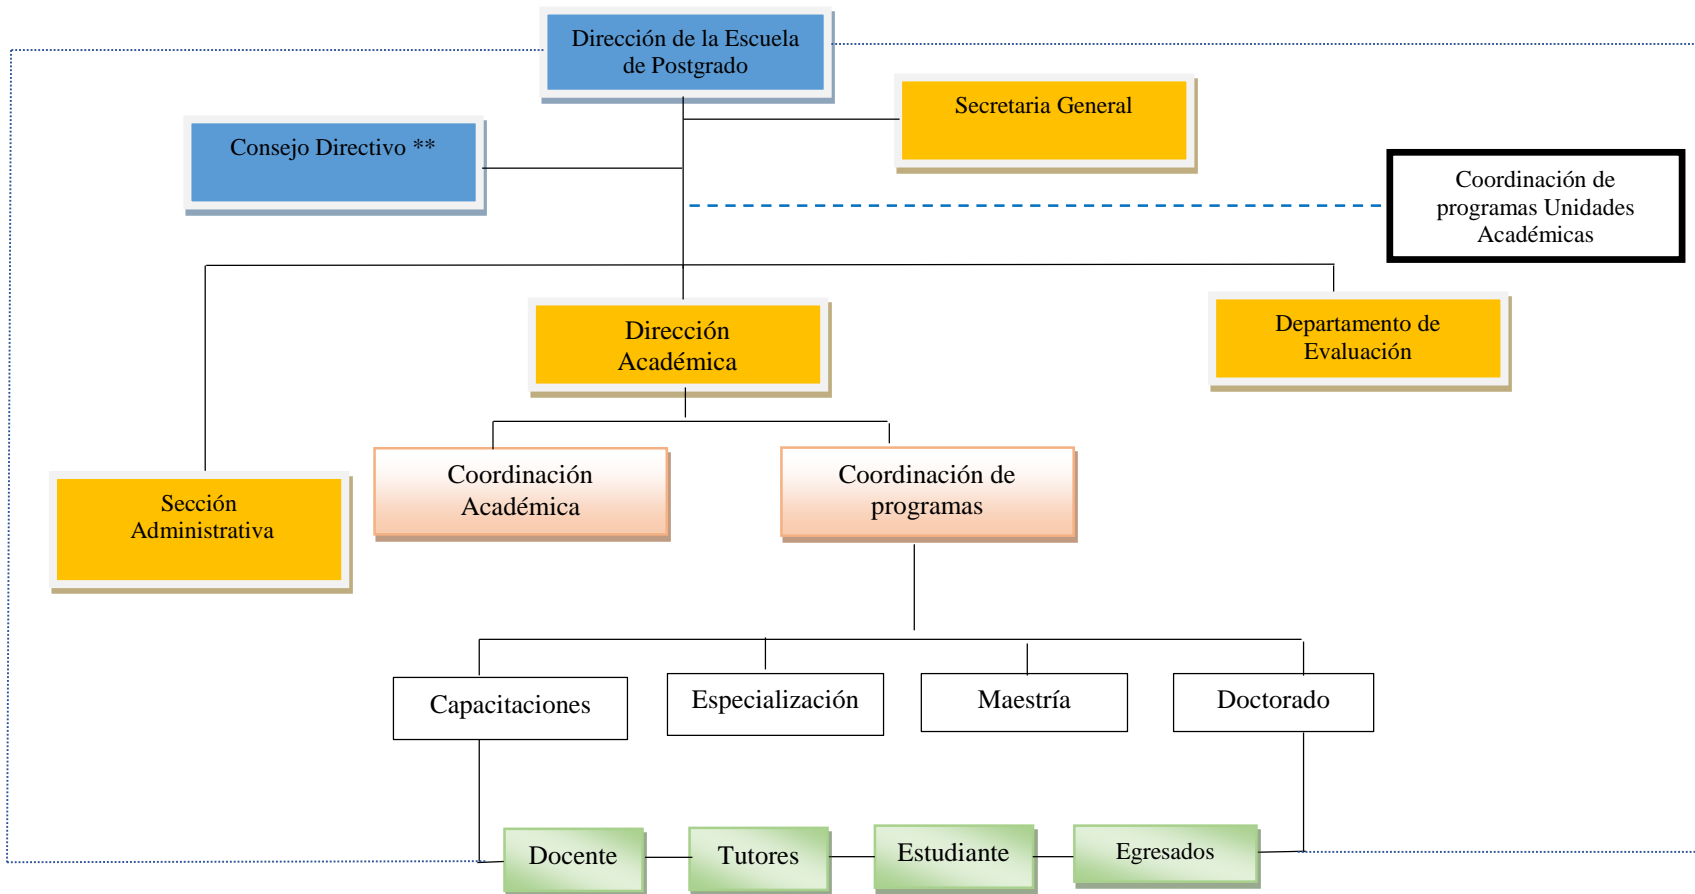 Dirección de la Escuela
de Postgrado
Secretaria General
Consejo Directivo **
Coordinación de
programas Unidades
Académicas
Dirección
Académica
Departamento de
Evaluación
Coordinación
Académica
Coordinación de
programas
Sección
Administrativa
Capacitaciones
Especialización
Maestría
Doctorado
Docente
Tutores
Estudiante
Egresados